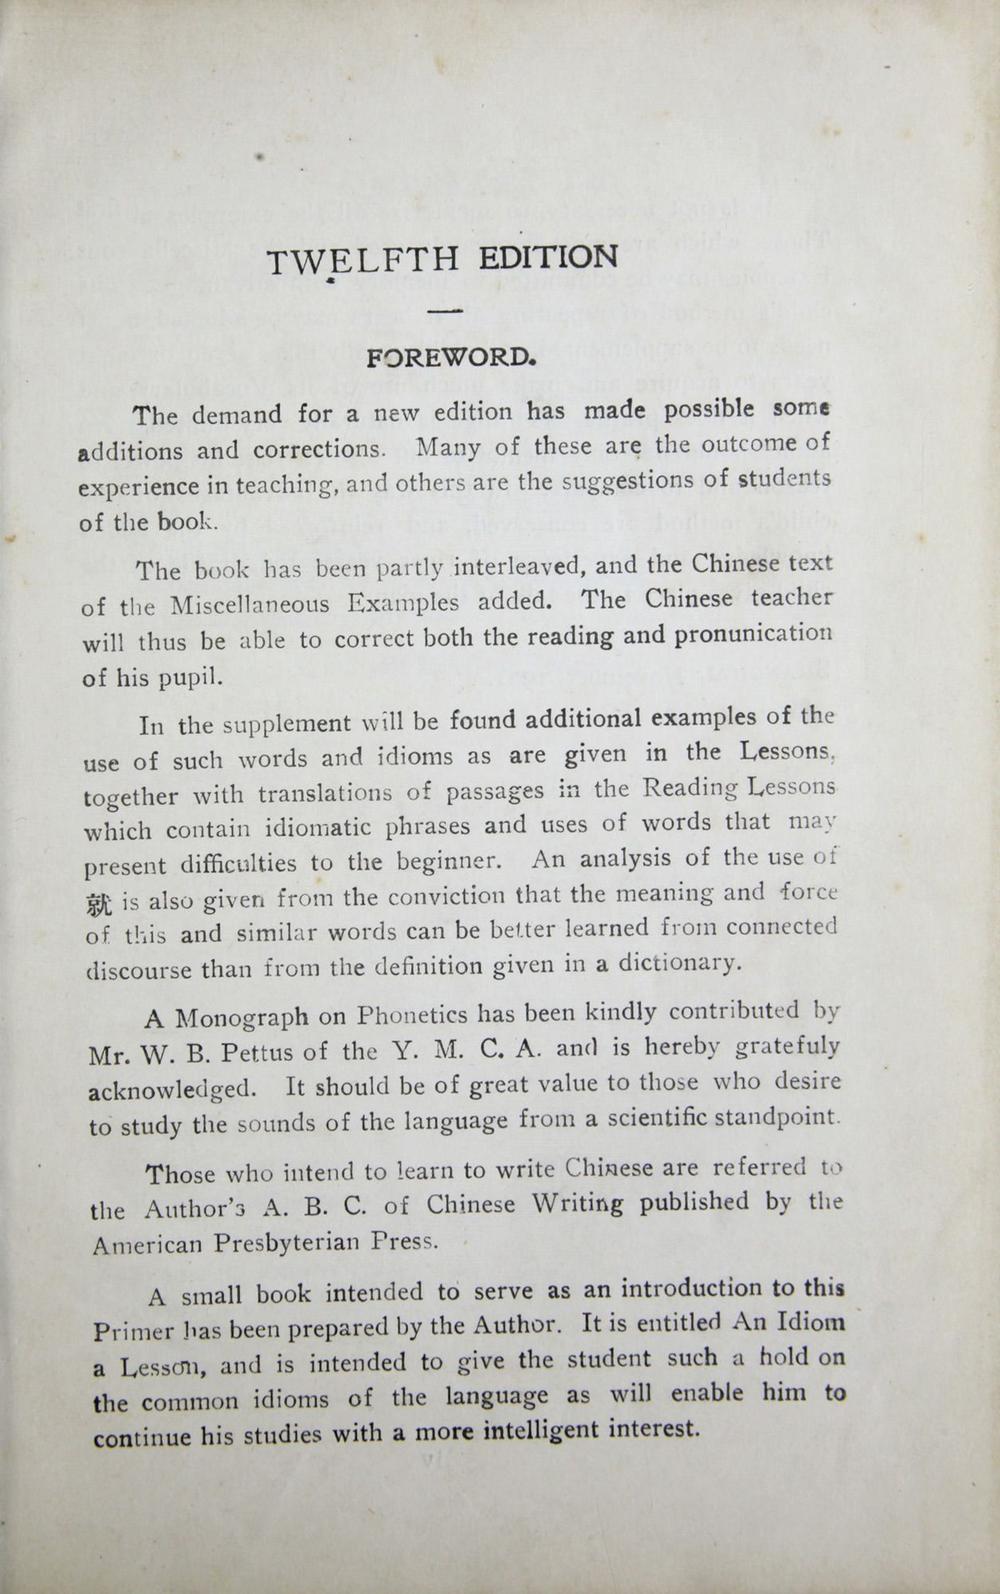 TWELFTH EDITION
FOREWORD.
The demand for a new edition has made possible some
additions and corrections. Many of these are the outcome of
experience in teaching, and others are the suggestions of students
of the book.
The book has been partly interleaved, and the Chinese text
of the Miscellaneous Examples added. The Chinese teacher
will thus be able to correct both the reading and pronunication
of his pupil.
In the supplement will be found additional examples of the
use of such words and idioms as are given in the Lessons,
together with translations of passages in the Reading Lessons
which contain idiomatic phrases and uses of words that may
present difficulties to the beginner. An analysis of the use of
就 is also given from the conviction that the meaning and force
of this and similar words can be better learned from connected
discourse than from the definition given in a dictionary.
A Monograph on Phonetics has been kindly contributed by
Mr. W. B. Pettus of the Y. M. C. A. and is hereby gratefuly
acknowledged. It should be of great value to those who desire
to study the sounds of the language from a scientific standpoint.
Those who intend to learn to write Chinese are referred to
the Author's A. B. C. of Chinese Writing published by the
American Presbyterian Press.
A small book intended to serve as an introduction to this
Primer has been prepared by the Author. It is entitled An Idiom
a Lesson, and is intended to give the student such a hold on
the common idioms of the language as will enable him to
continue his studies with a more intelligent interest.